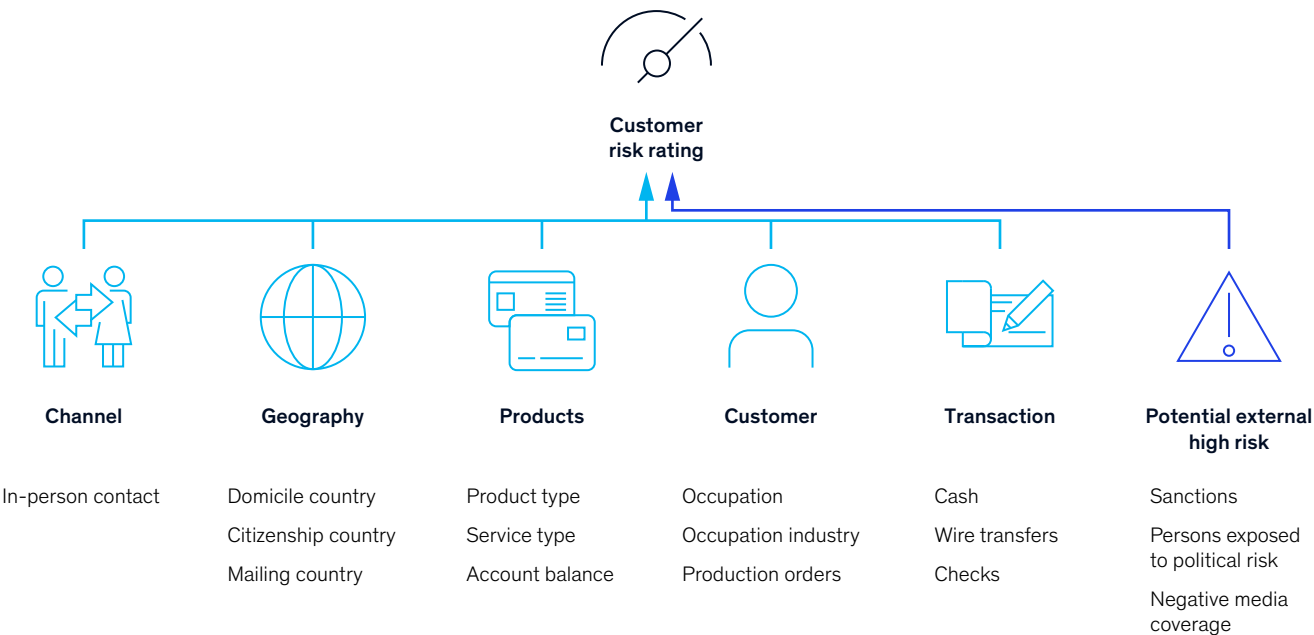 Customer
risk rating
Channel
In-person contact
Geography
Domicile country
Citizenship country
Mailing country
Products
Product type
Service type
Account balance
Customer
Occupation
Occupation industry
Production orders
Transaction
Cash
Wire transfers
Checks
Potential external
high risk
Sanctions
Persons exposed
to political risk
Negative media
coverage